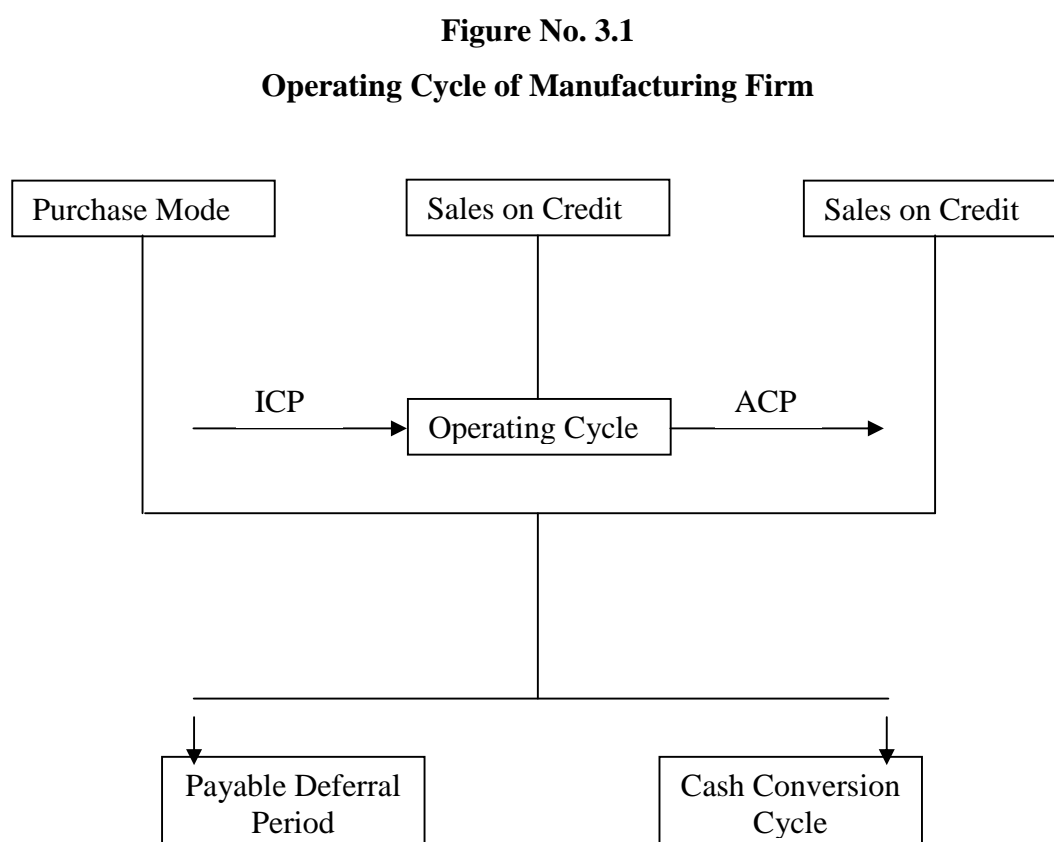 Figure No. 3.1
Operating Cycle of Manufacturing Firm
Purchase Mode
Sales on Credit
Sales on Credit
ICP
ACP
Operating Cycle
Payable Deferral
Period
Cash Conversion
Cycle